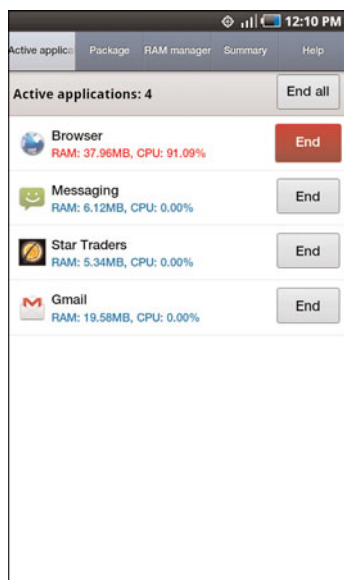 12:10 PM
Active applica Package RAM manager Summary Help
Active applications: 4 End all
Browser
RAM: 37.96MB, CPU: 91.09% End
Messaging
RAM: 6.12MB, CPU: 0.00% End
Star Traders
RAM: 5.34MB, CPU: 0.00% End
Gmail
RAM: 19.58MB, CPU: 0.00% End